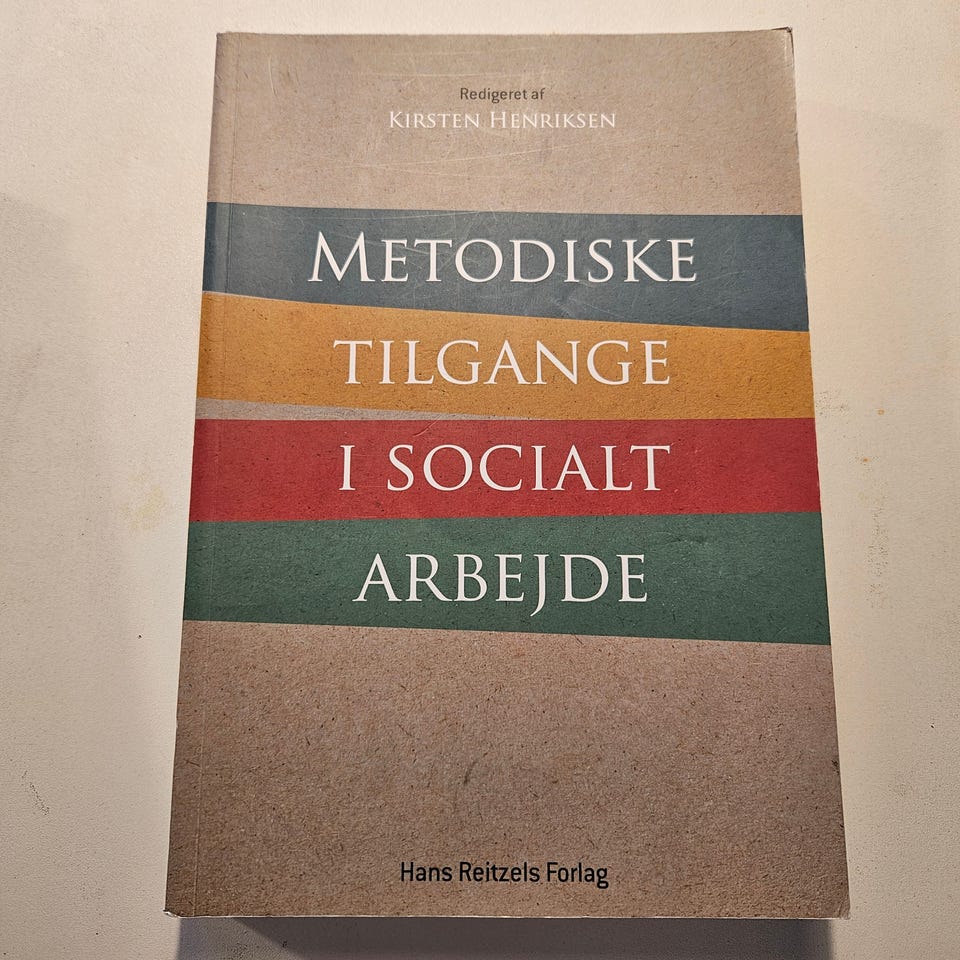 Redigeret af
KIRSTEN HENRIKSEN
METODISKE
TILGANGE
I SOCIALT
ARBEJDE
Hans Reitzels Forlag